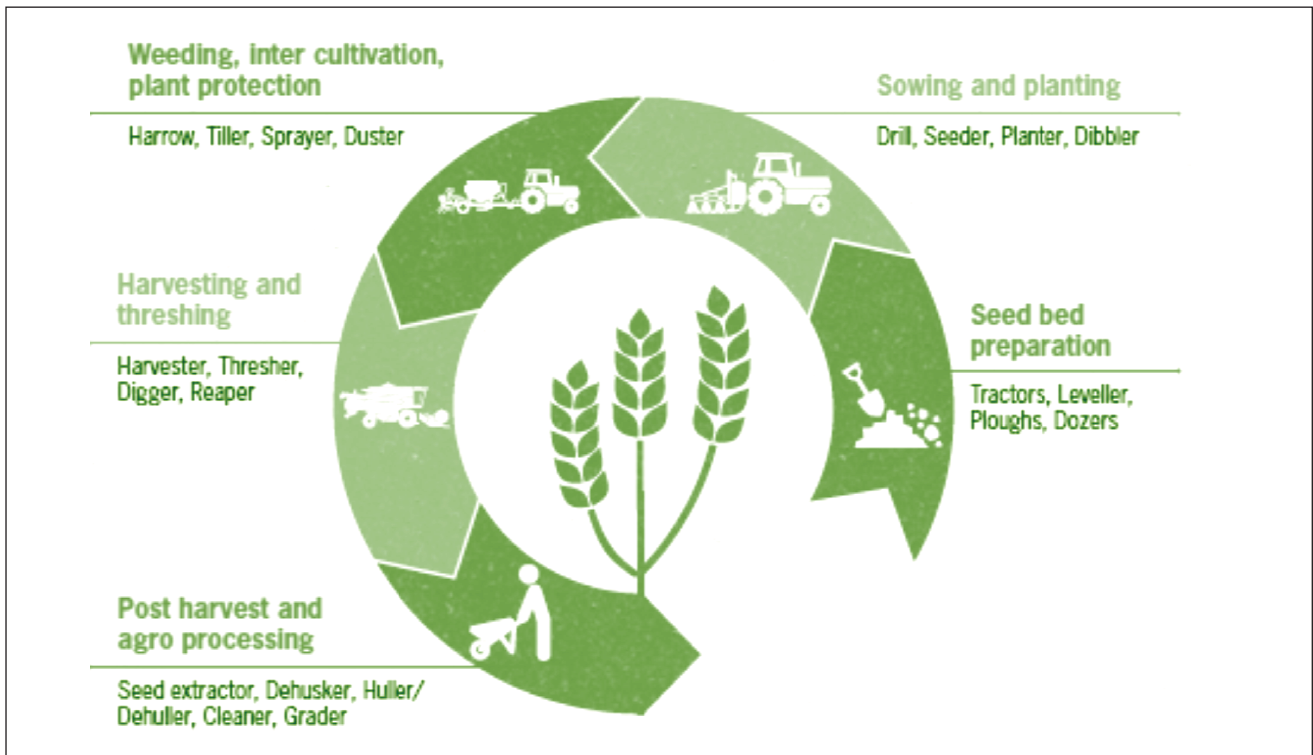 Weeding, inter cultivation,
plant protection
Harrow, Tiller, Sprayer, Duster
Sowing and planting
Drill, Seeder, Planter, Dibbler
Harvesting and
threshing
Harvester, Thresher,
Digger, Reaper
Seed bed
preparation
Tractors, Leveller,
Ploughs, Dozers
Post harvest and
agro processing
Seed extractor, Dehusker, Huller/
Dehuller, Cleaner, Grader